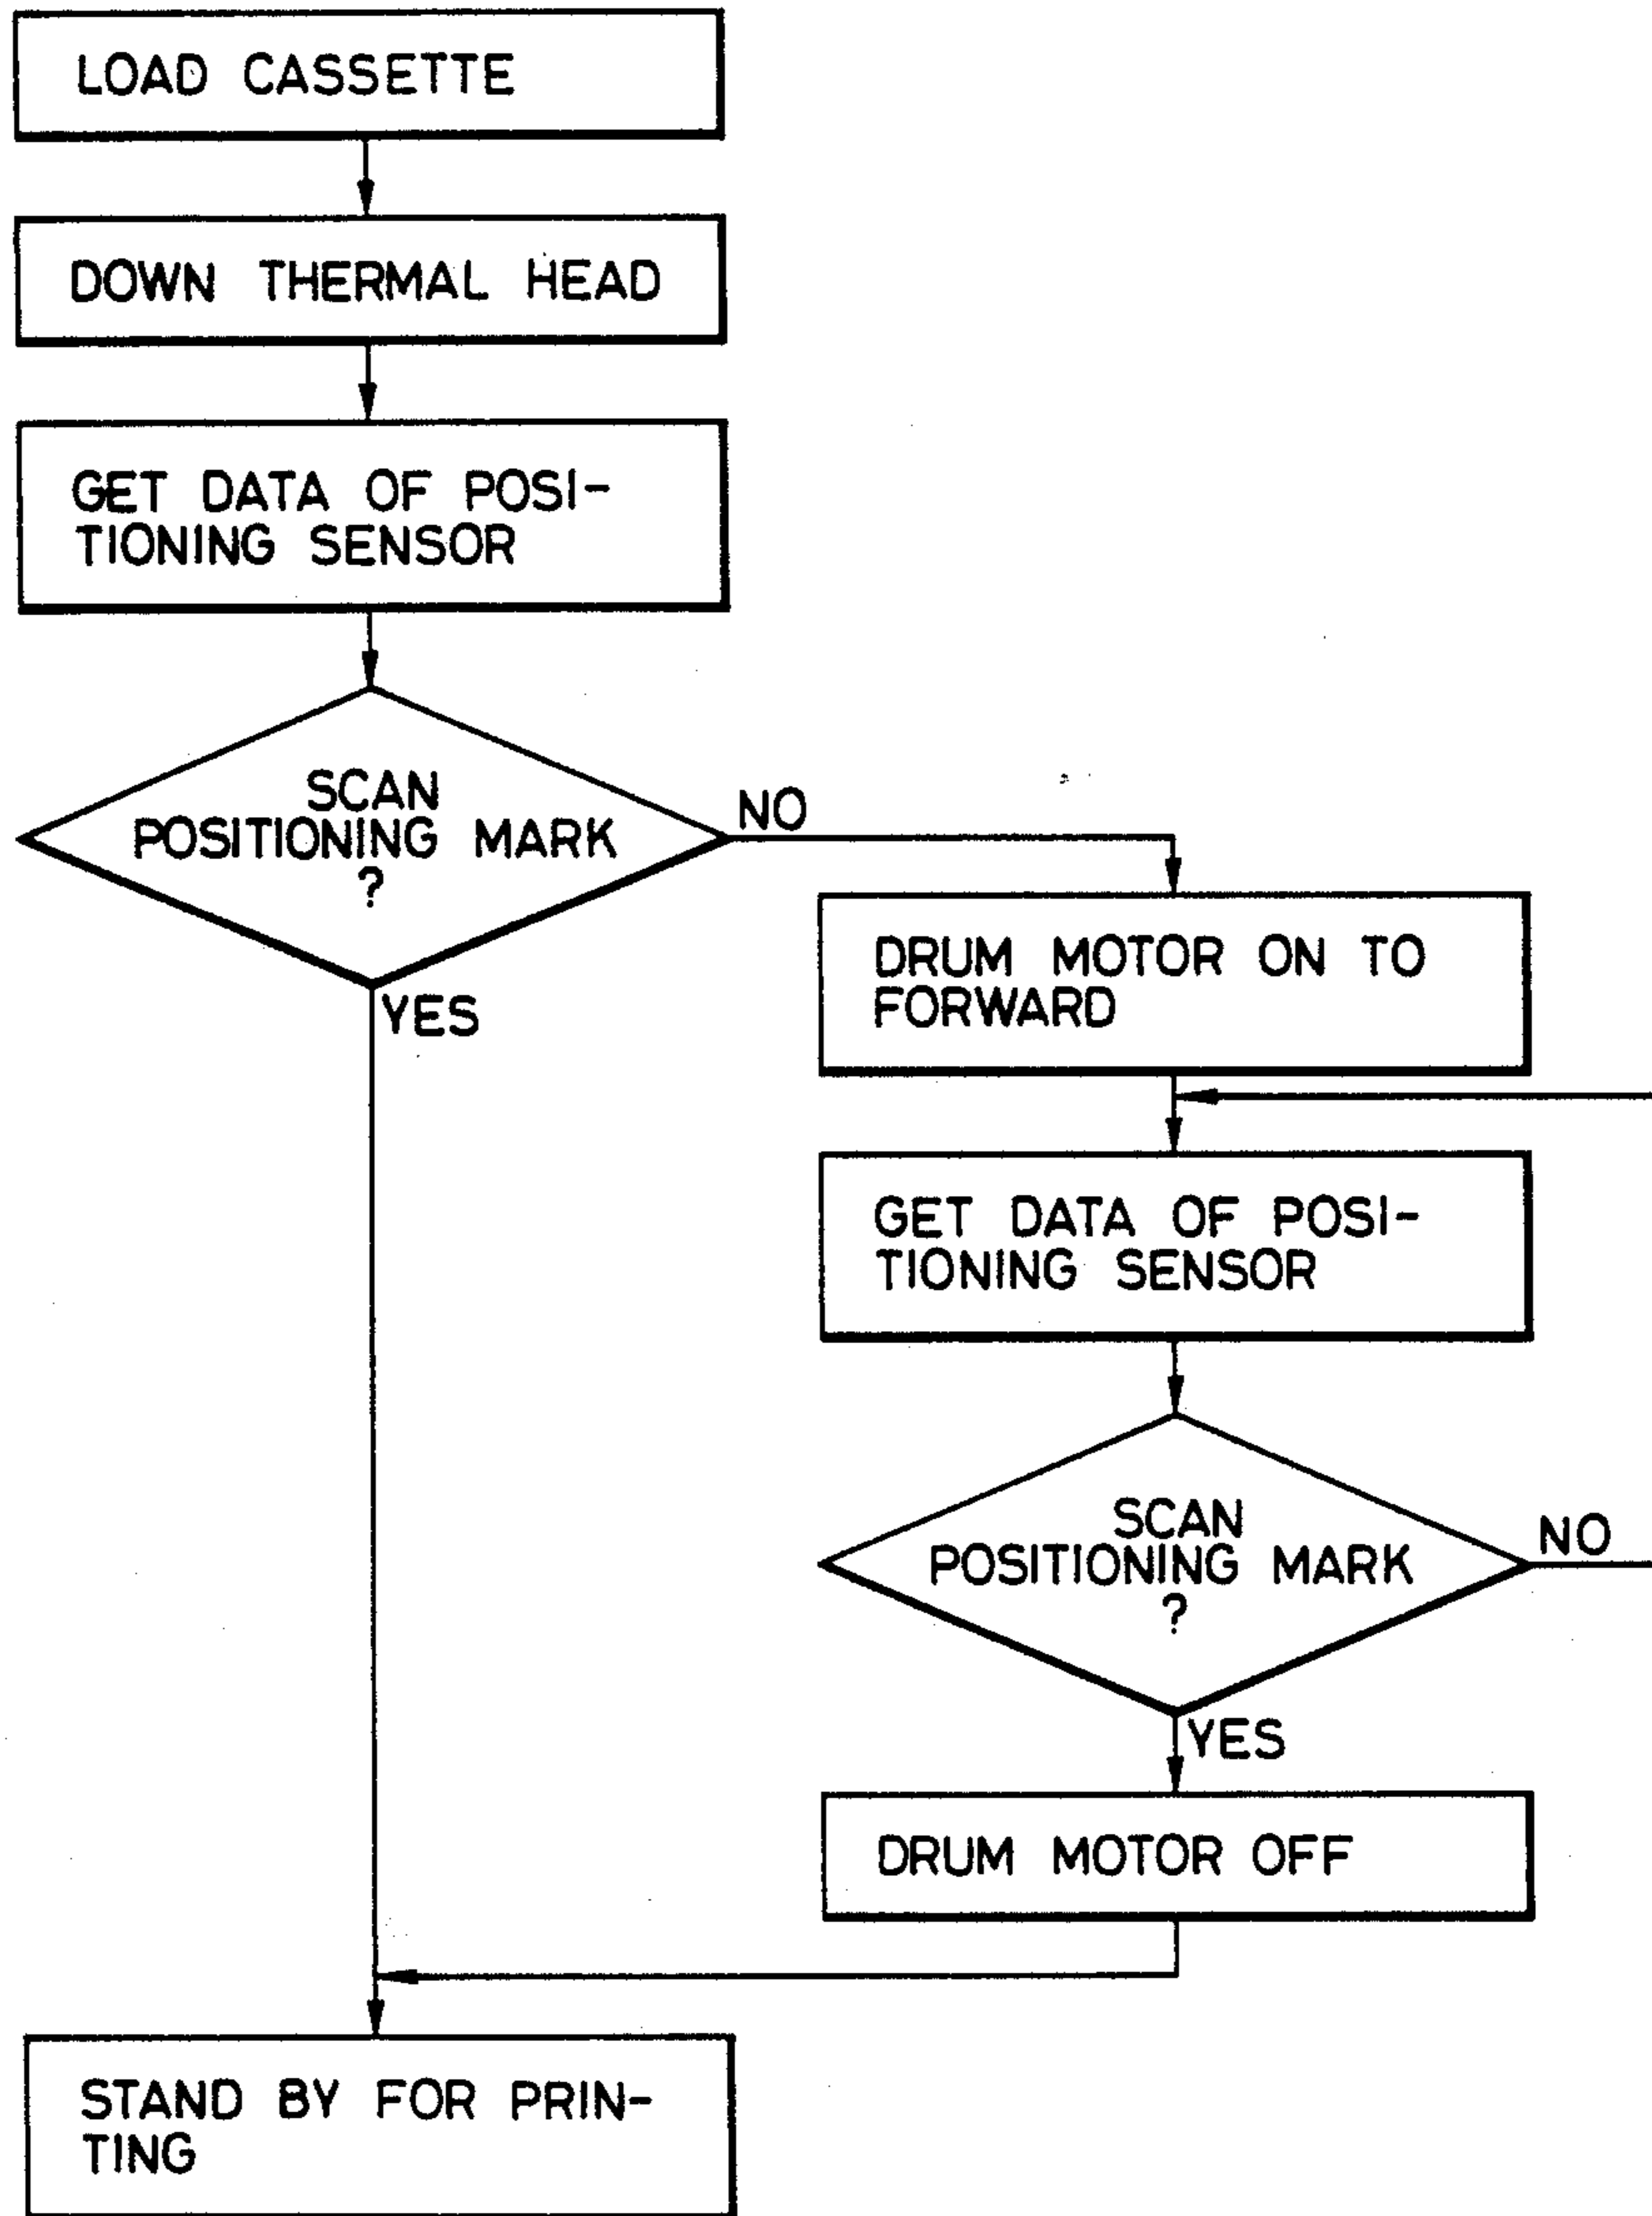 LOAD CASSETTE
DOWN THERMAL HEAD
GET DATA OF POSI-
TIONING SENSOR
SCAN
POSITIONING MARK
?
NO
YES
DRUM MOTOR ON TO
FORWARD
GET DATA OF POSI-
TIONING SENSOR
SCAN
POSITIONING MARK
?
NO
YES
DRUM MOTOR OFF
STAND BY FOR PRIN-
TING